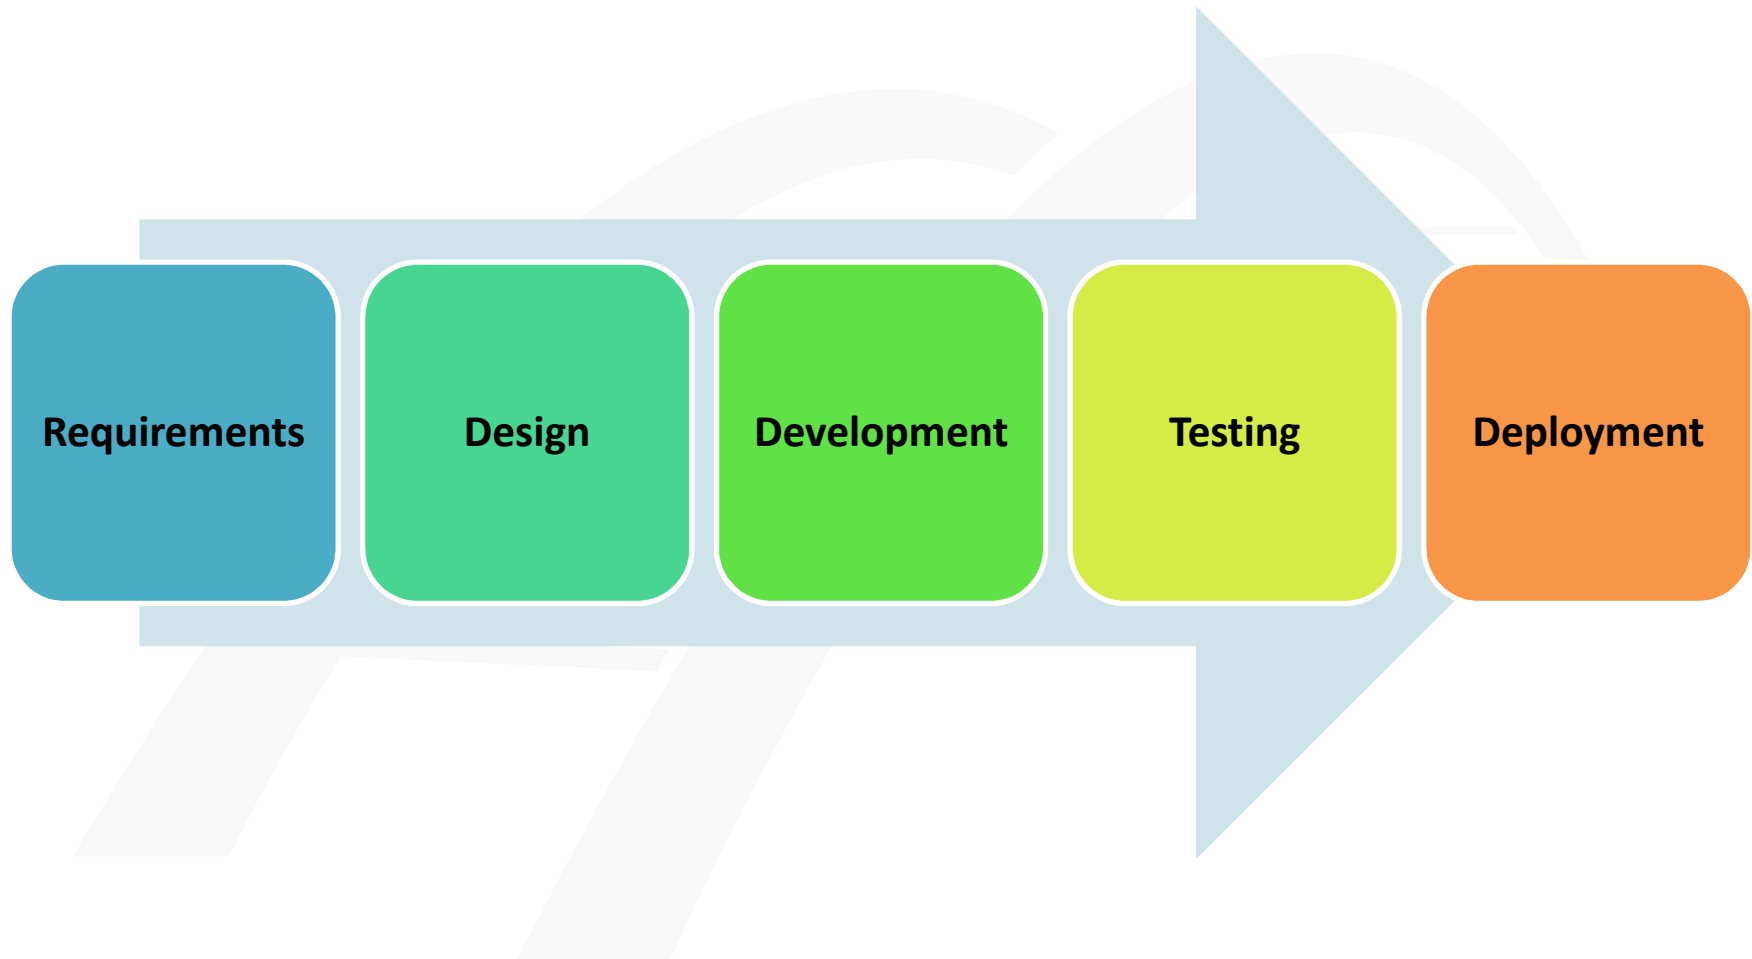 Requirements
Design
Development
Testing
Deployment